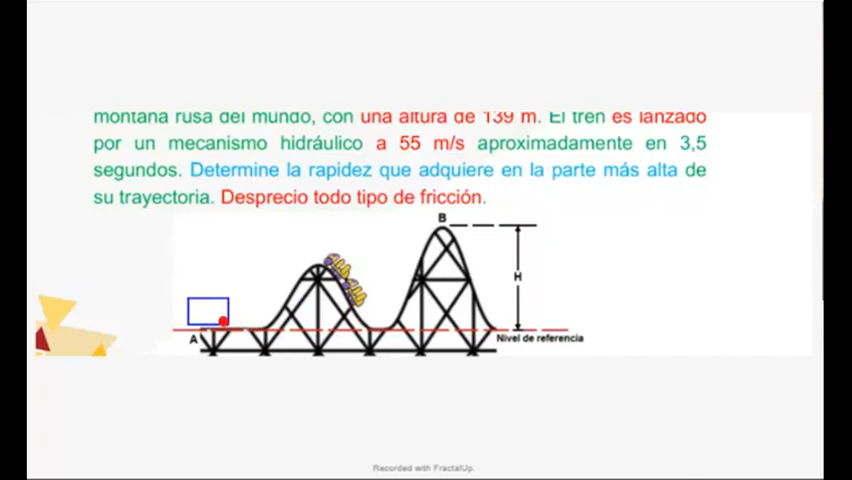 montaña rusa del mundo, con una altura de 139 m. El tren es lanzado
por un mecanismo hidráulico a 55 m/s aproximadamente en 3,5
segundos. Determine la rapidez que adquiere en la parte más alta de
su trayectoria. Desprecio todo tipo de fricción.
B
H
A
Nivel de referencia
Recorded with FractalUp.